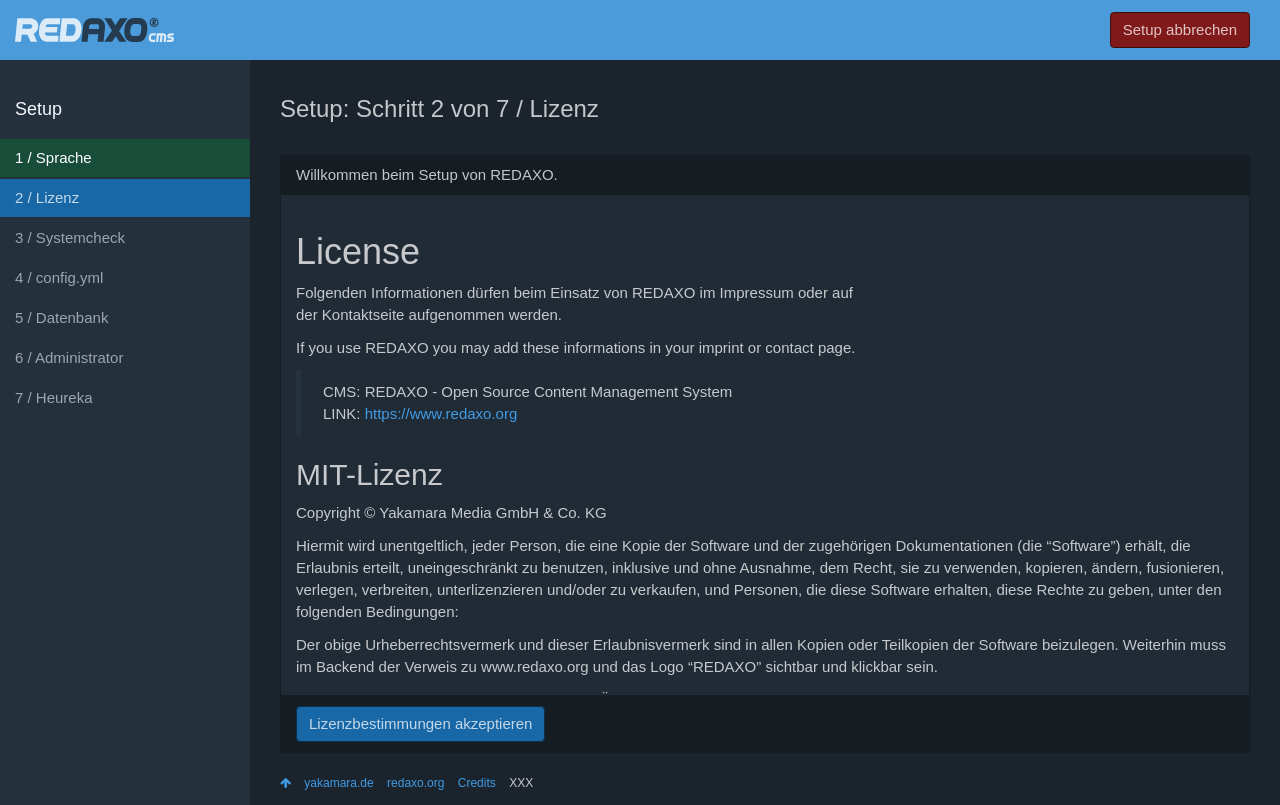 REDAXO® cms
Setup abbrechen
Setup
1 / Sprache
2 / Lizenz
3 / Systemcheck
4 / config.yml
5 / Datenbank
6 / Administrator
7 / Heureka
Setup: Schritt 2 von 7 / Lizenz
Willkommen beim Setup von REDAXO.
License
Folgenden Informationen dürfen beim Einsatz von REDAXO im Impressum oder auf
der Kontaktseite aufgenommen werden.
If you use REDAXO you may add these informations in your imprint or contact page.
CMS: REDAXO - Open Source Content Management System
LINK: https://www.redaxo.org
MIT-Lizenz
Copyright © Yakamara Media GmbH & Co. KG
Hiermit wird unentgeltlich, jeder Person, die eine Kopie der Software und der zugehörigen Dokumentationen (die “Software”) erhält, die
Erlaubnis erteilt, uneingeschränkt zu benutzen, inklusive und ohne Ausnahme, dem Recht, sie zu verwenden, kopieren, ändern, fusionieren,
verlegen, verbreiten, unterlizenzieren und/oder zu verkaufen, und Personen, die diese Software erhalten, diese Rechte zu geben, unter den
folgenden Bedingungen:
Der obige Urheberrechtsvermerk und dieser Erlaubnisvermerk sind in allen Kopien oder Teilkopien der Software beizulegen. Weiterhin muss
im Backend der Verweis zu www.redaxo.org und das Logo “REDAXO” sichtbar und klickbar sein.
Lizenzbestimmungen akzeptieren
yakamara.de redaxo.org Credits XXX